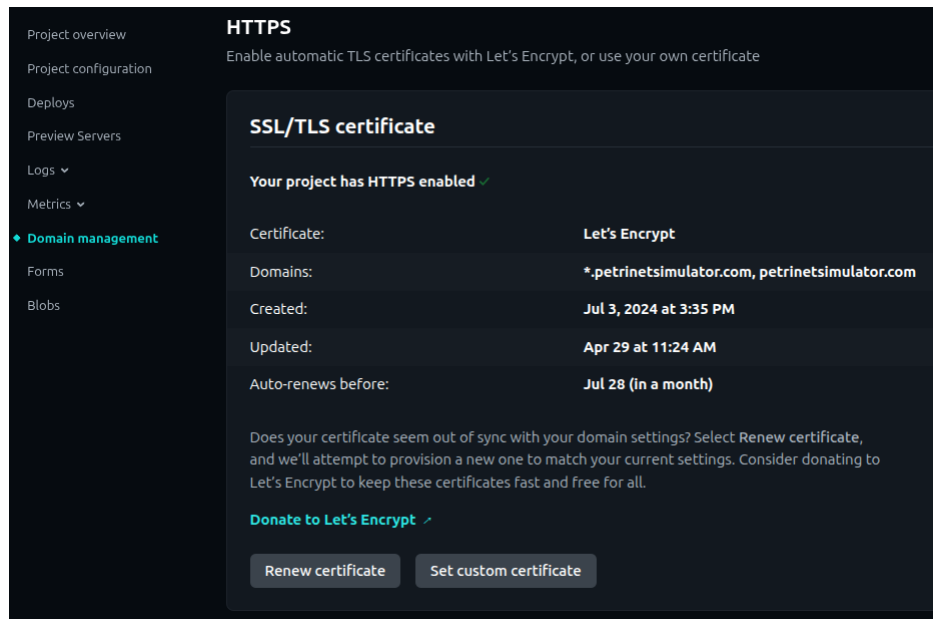 Project overview
Project configuration
Deploys
Preview Servers
Logs
Metrics
Domain management
Forms
Blobs
HTTPS
Enable automatic TLS certificates with Let's Encrypt, or use your own certificate
SSL/TLS certificate
Your project has HTTPS enabled ✓
Certificate: Let's Encrypt
Domains: *.petrinetsimulator.com, petrinetsimulator.com
Created: Jul 3, 2024 at 3:35 PM
Updated: Apr 29 at 11:24 AM
Auto-renews before: Jul 28 (in a month)
Does your certificate seem out of sync with your domain settings? Select Renew certificate,
and we'll attempt to provision a new one to match your current settings. Consider donating to
Let's Encrypt to keep these certificates fast and free for all.
Donate to Let's Encrypt ↗
Renew certificate
Set custom certificate